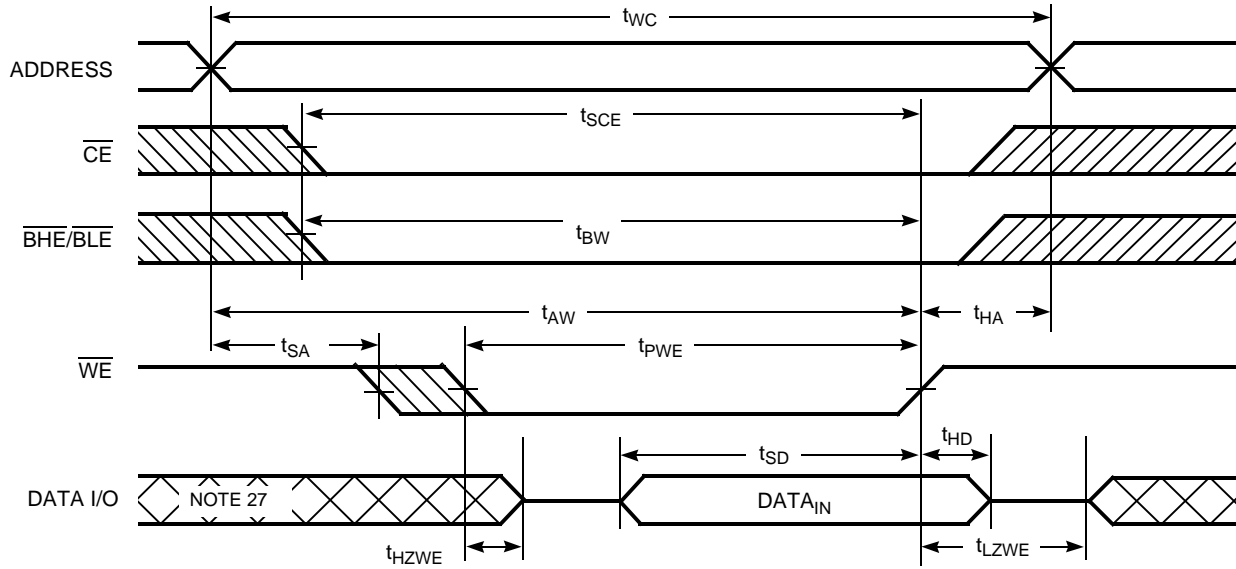 tWC
ADDRESS
tSCE
CE
BHE/BLE
tBW
tAW
tHA
tSA
tPWE
WE
tSD
tHD
DATA I/O
NOTE 27
DATAIN
tHZWE
tLZWE